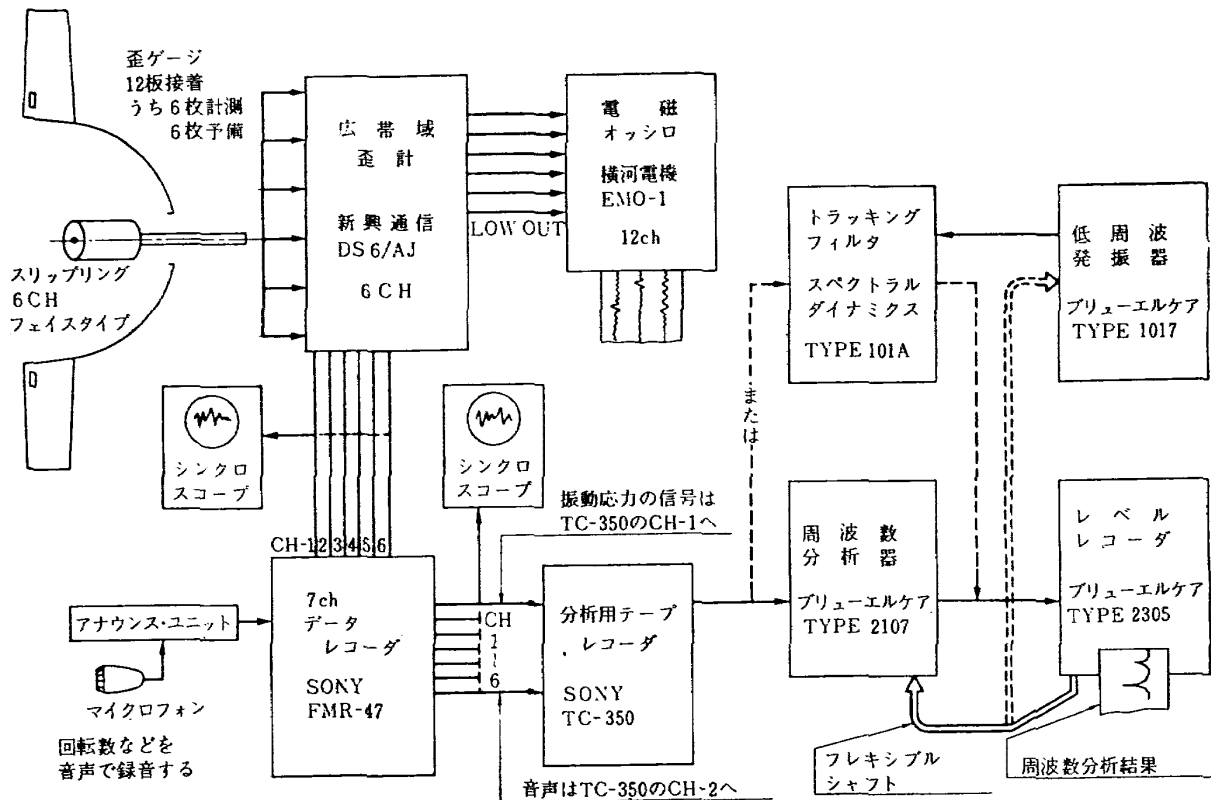 歪ゲージ
12板接着
うち6枚計測
6枚予備
スリップリング
6CH
フェイスタイプ
広帯域
歪計
新興通信
DS6/AJ
6CH
LOW OUT
電磁
オッシロ
横河電機
EMO-1
12ch
トラッキング
フィルタ
スペクトラル
ダイナミクス
TYPE 101A
低周波
発振器
ブリューエルケア
TYPE 1017
または
シンクロ
スコープ
シンクロ
スコープ
振動応力の信号は
TC-350のCH-1へ
CH-1 2 3 4 5 6
アナウンス・ユニット
マイクロフォン
回転数などを
音声で録音する
7ch
データ
レコーダ
SONY
FMR-47
CH
1
~
6
分析用テープ
レコーダ
SONY
TC-350
音声はTC-350のCH-2へ
周波数
分析器
ブリューエルケア
TYPE 2107
レベル
レコーダ
ブリューエルケア
TYPE 2305
フレキシブル
シャフト
周波数分析結果